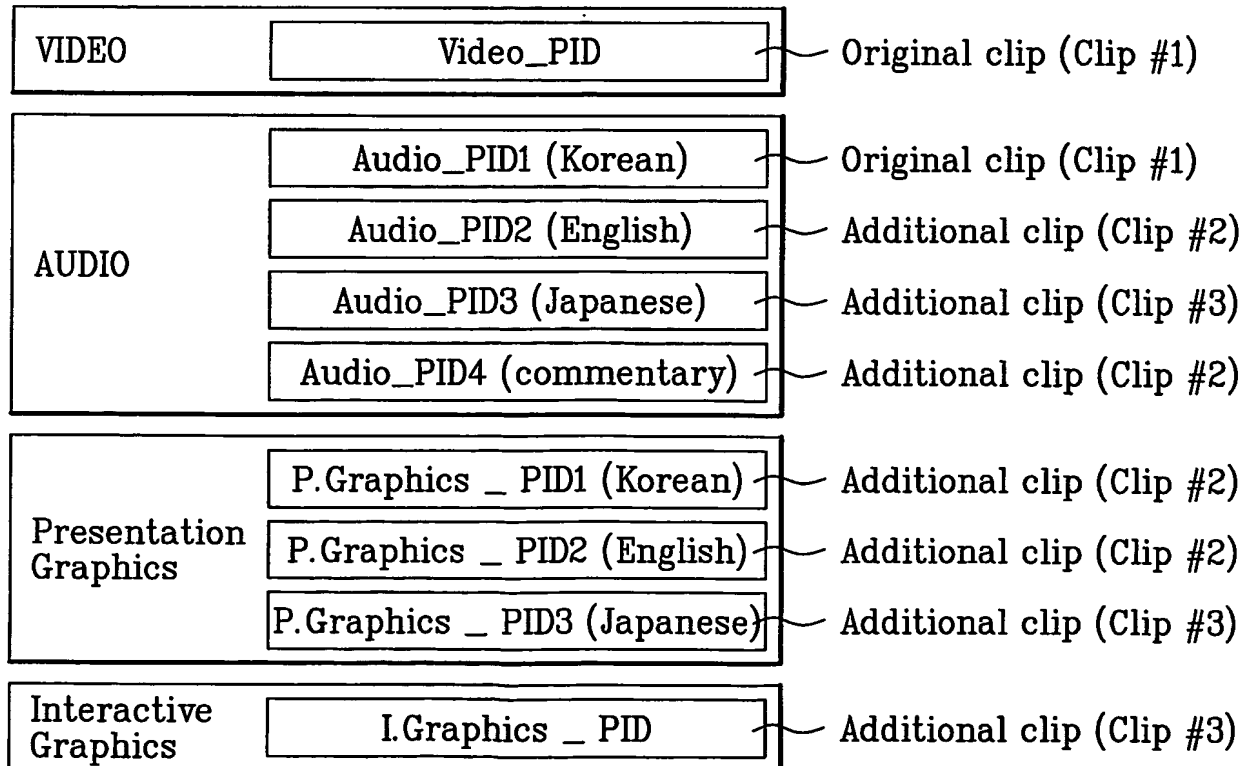 VIDEO
Video_PID
Original clip (Clip #1)
Audio_PID1 (Korean)
Original clip (Clip #1)
Audio_PID2 (English)
Additional clip (Clip #2)
AUDIO
Audio_PID3 (Japanese)
Additional clip (Clip #3)
Audio_PID4 (commentary)
Additional clip (Clip #2)
P.Graphics _ PID1 (Korean)
Additional clip (Clip #2)
Presentation
Graphics
P.Graphics _ PID2 (English)
Additional clip (Clip #2)
P.Graphics _ PID3 (Japanese)
Additional clip (Clip #3)
Interactive
Graphics
I.Graphics _ PID
Additional clip (Clip #3)